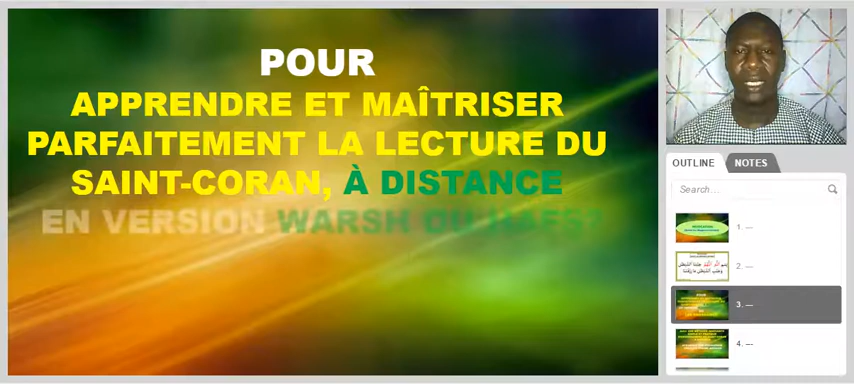 POUR
APPRENDRE ET MAÎTRISER
PARFAITEMENT LA LECTURE DU
SAINT-CORAN, À DISTANCE
EN VERSION WARSH OU HAFS?
OUTLINE
NOTES
Search...
1. ---
2. ---
3. ---
4. ---